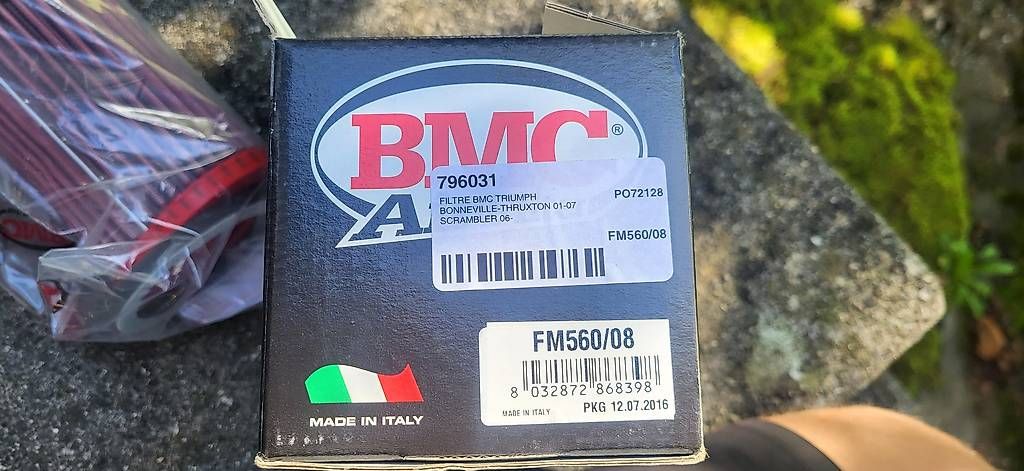 BMC®
796031
PO72128
FILTRE BMC TRIUMPH
BONNEVILLE-THRUXTON 01-07
SCRAMBLER 06-
FM560/08
FM560/08
8 032872 868398
MADE IN ITALY
PKG 12.07.2016
MADE IN ITALY
BMC